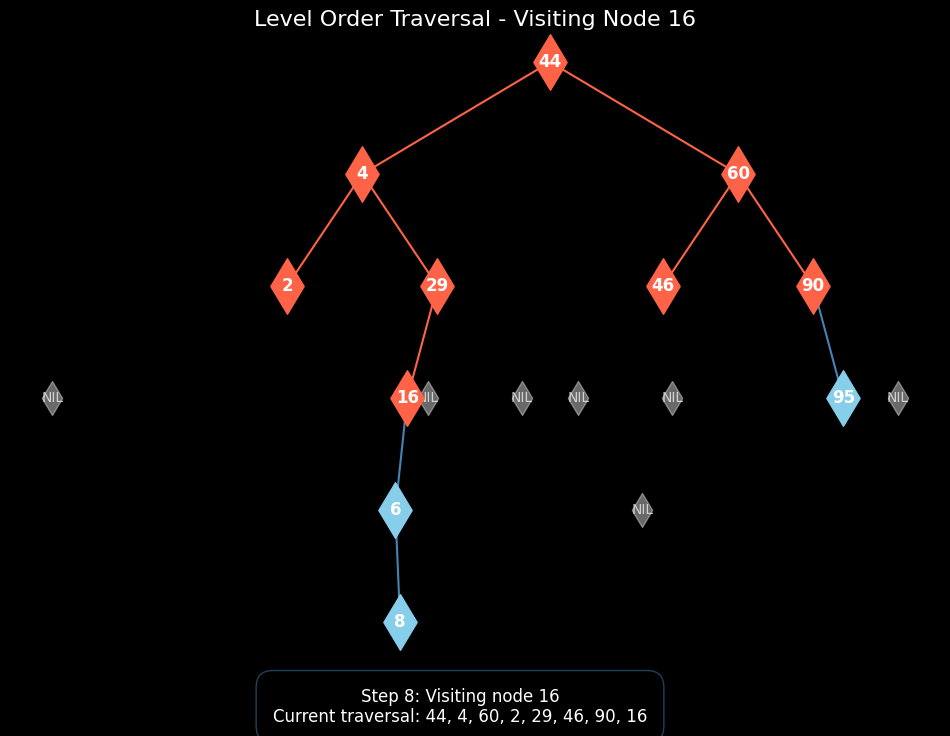 Level Order Traversal - Visiting Node 16
44
4
60
2
29
46
90
NIL
16
NIL
NIL
NIL
NIL
95
NIL
6
NIL
8
Step 8: Visiting node 16
Current traversal: 44, 4, 60, 2, 29, 46, 90, 16